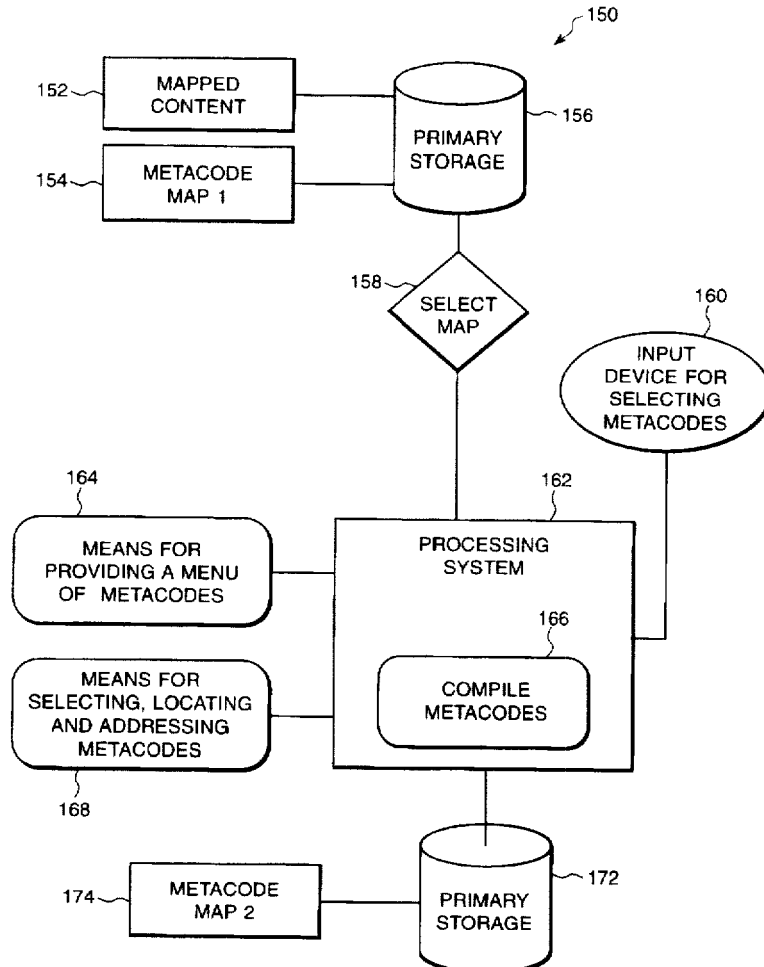 150
152
MAPPED
CONTENT
PRIMARY
STORAGE
156
154
METACODE
MAP 1
158
SELECT
MAP
160
INPUT
DEVICE FOR
SELECTING
METACODES
164
MEANS FOR
PROVIDING A MENU
OF METACODES
162
PROCESSING
SYSTEM
166
COMPILE
METACODES
MEANS FOR
SELECTING, LOCATING
AND ADDRESSING
METACODES
168
174
METACODE
MAP 2
PRIMARY
STORAGE
172